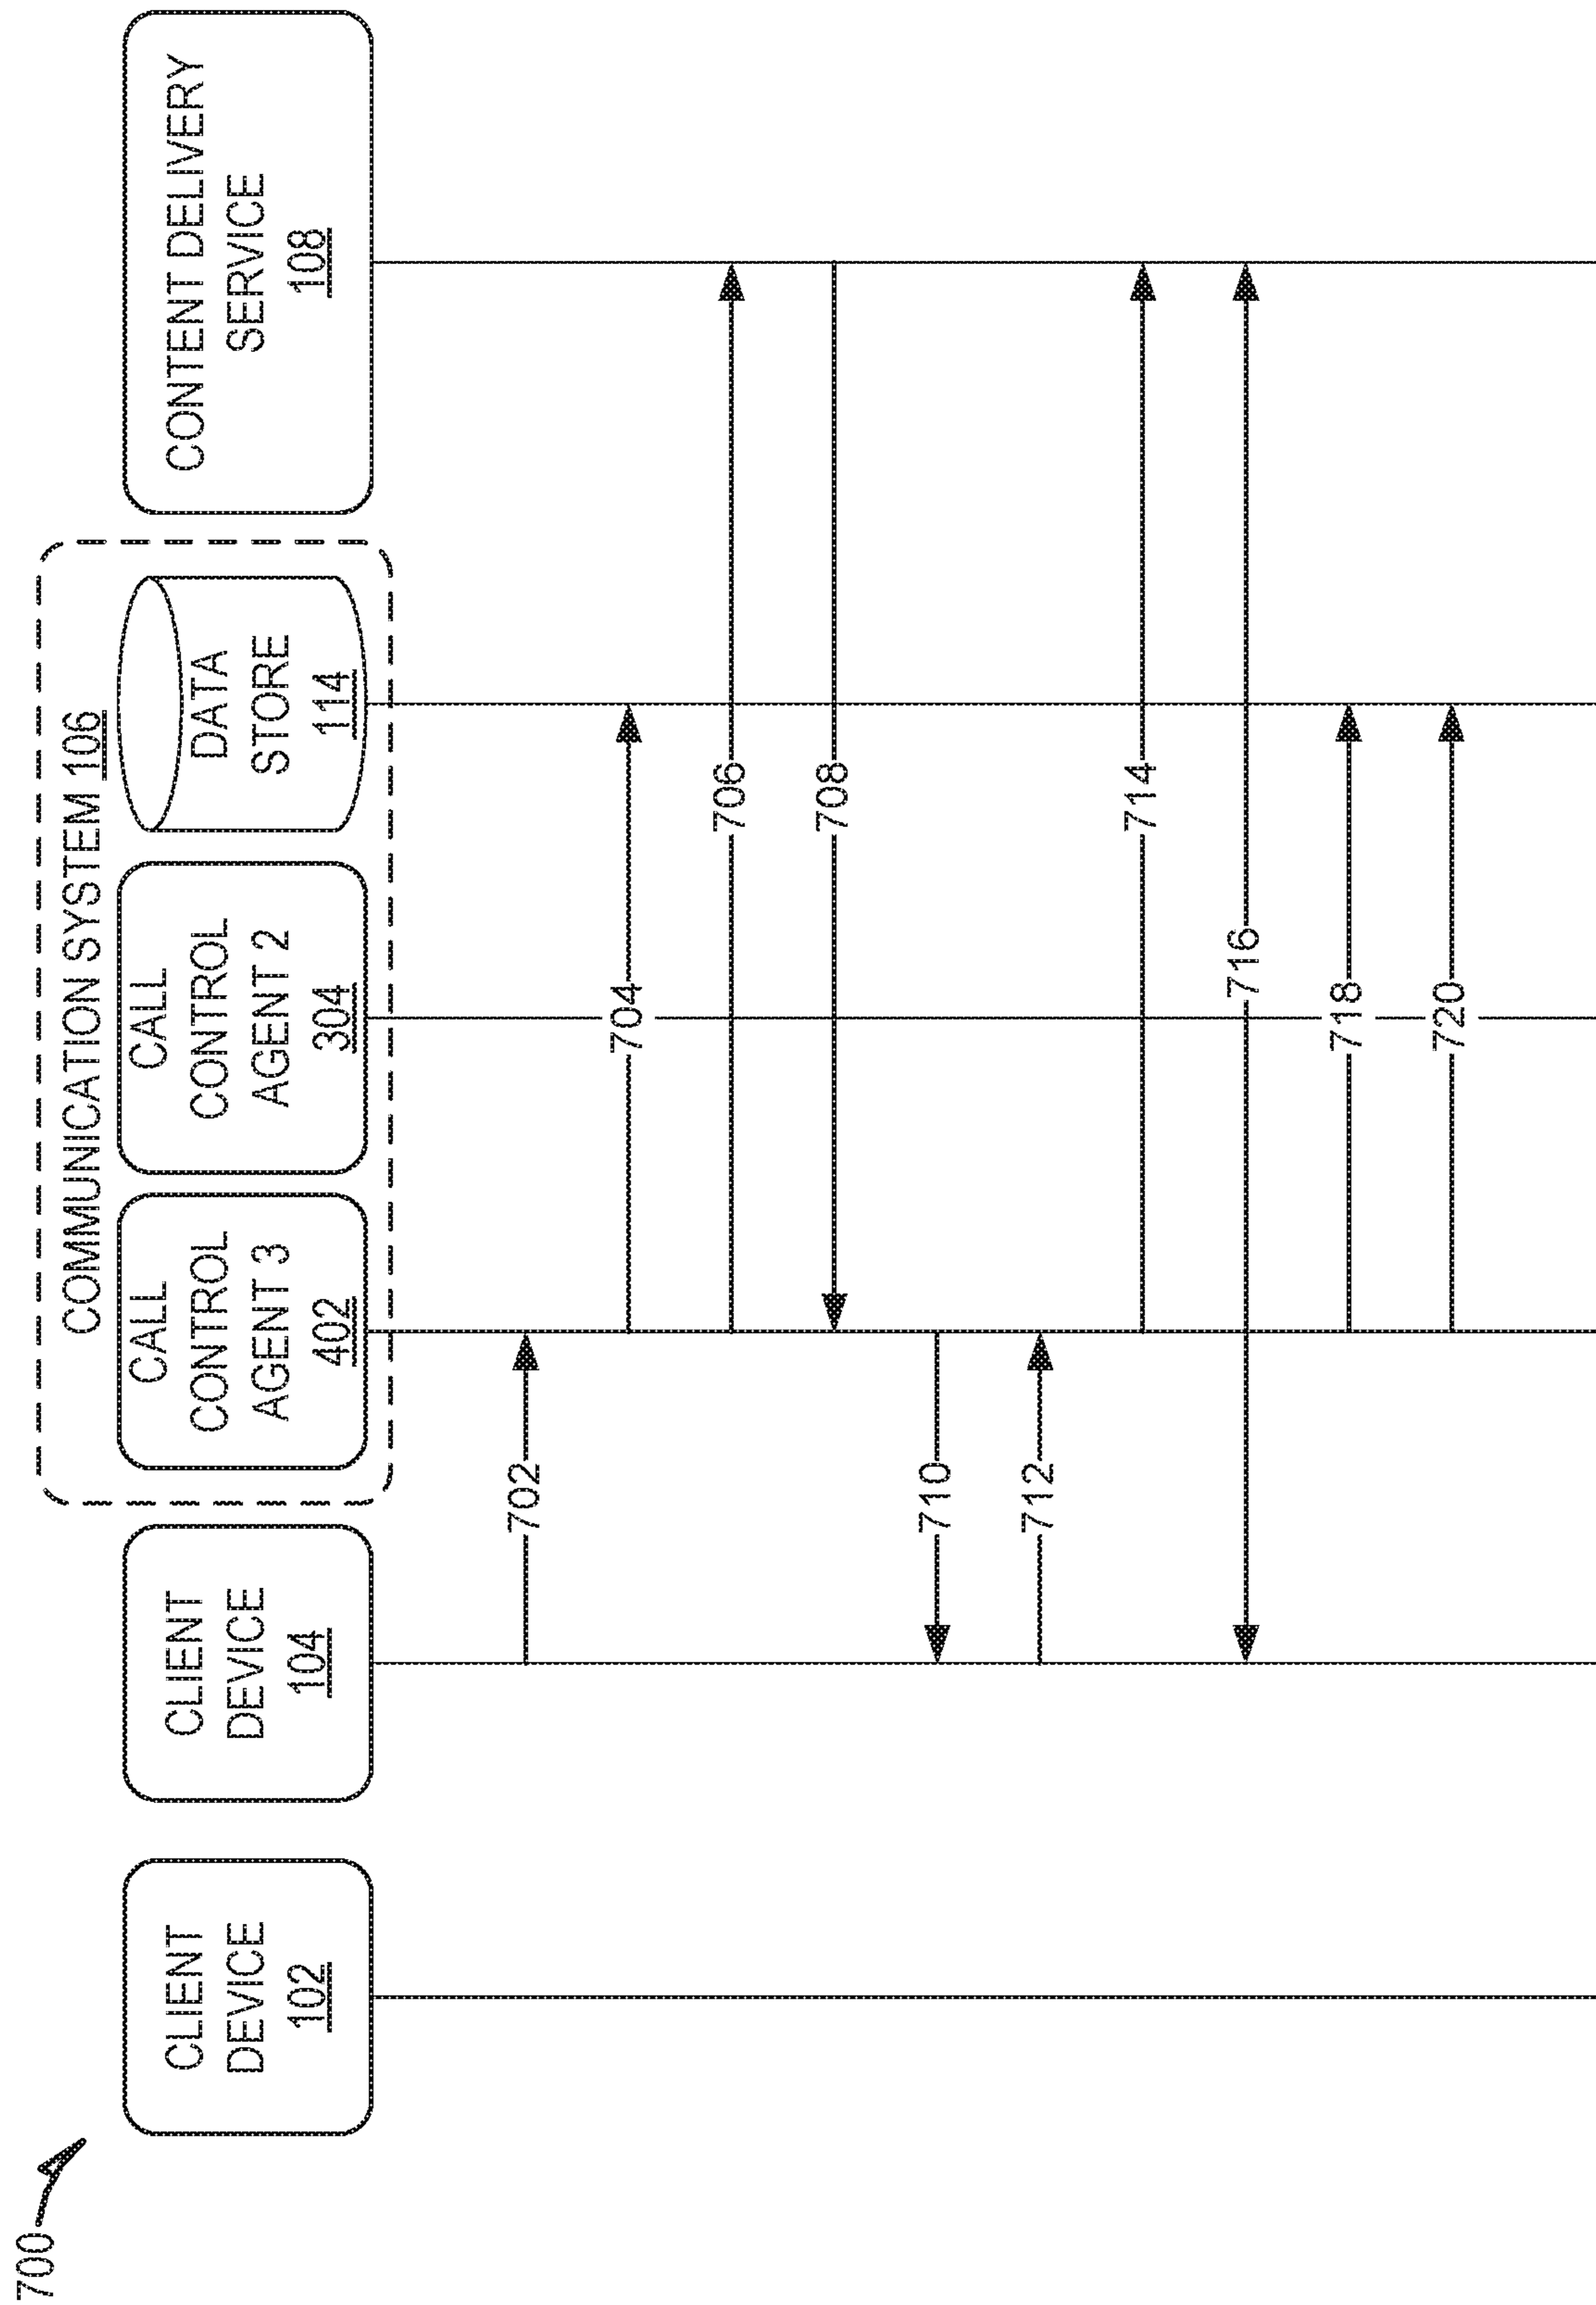 700
COMMUNICATION SYSTEM 106
CLIENT
DEVICE
102
CLIENT
DEVICE
104
CALL
CONTROL
AGENT 3
402
CALL
CONTROL
AGENT 2
304
DATA
STORE
114
CONTENT DELIVERY
SERVICE
108
702
704
706
708
710
712
714
716
718
720